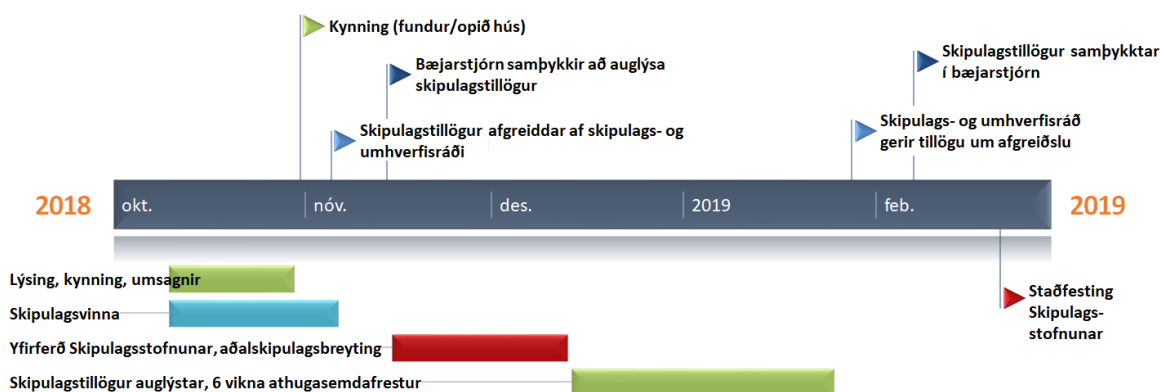 Kynning (fundur/opið hús)
Bæjarstjórn samþykkir að auglýsa
skipulagstillögur
Skipulagstillögur afgreiddar af skipulags- og
umhverfisráði
Skipulagstillögur samþykktar
í bæjarstjórn
Skipulags- og umhverfisráð
gerir tillögu um afgreiðslu
2018
okt.
nóv.
des.
2019
feb.
2019
Lýsing, kynning, umsagnir
Skipulagsvinna
Yfirferð Skipulagsstofnunar, aðalskipulagsbreyting
Skipulagstillögur auglýstar, 6 vikna athugasemdafrestur
Staðfesting
Skipulags-
stofnunar